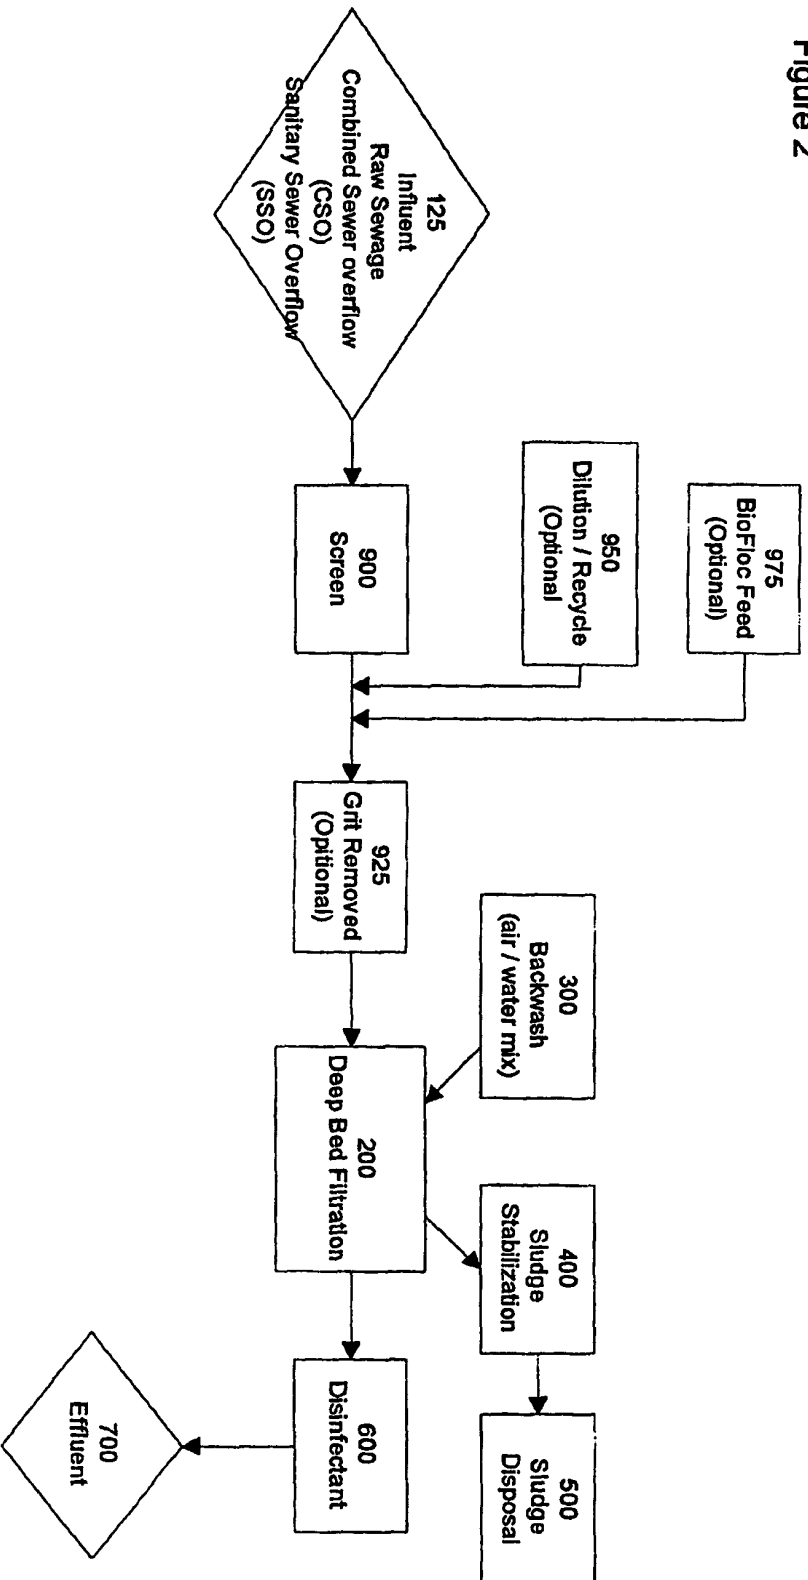 Figure 2
125
Influent
Raw Sewage
Combined Sewer overflow
(CSO)
Sanitary Sewer Overflow
(SSO)
900
Screen
950
Dilution / Recycle
(Optional
975
BioFloc Feed
(Optional)
925
Grit Removed
(Opitional)
300
Backwash
(air / water mix)
200
Deep Bed Filtration
400
Sludge
Stabilization
500
Sludge
Disposal
600
Disinfectant
700
Effluent